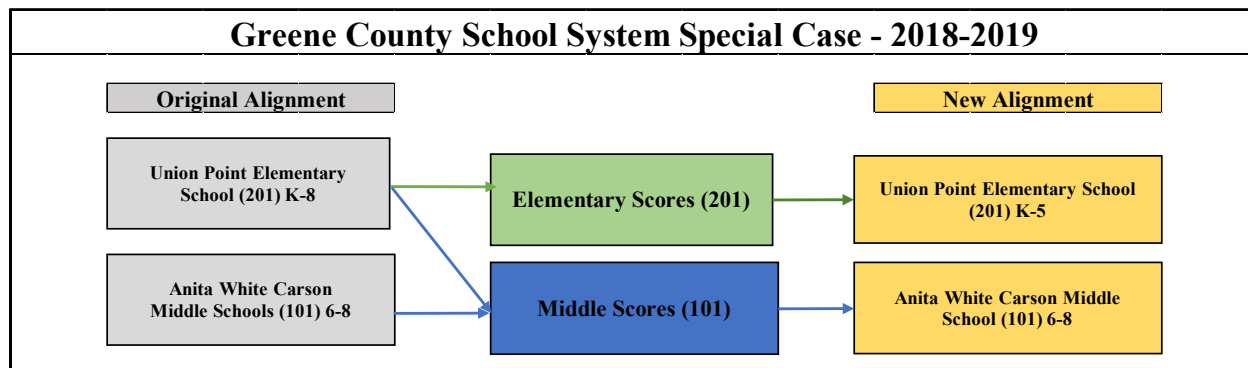 Greene County School System Special Case - 2018-2019
Original Alignment
New Alignment
Union Point Elementary
School (201) K-8
Elementary Scores (201)
Union Point Elementary School
(201) K-5
Anita White Carson
Middle Schools (101) 6-8
Middle Scores (101)
Anita White Carson Middle
School (101) 6-8